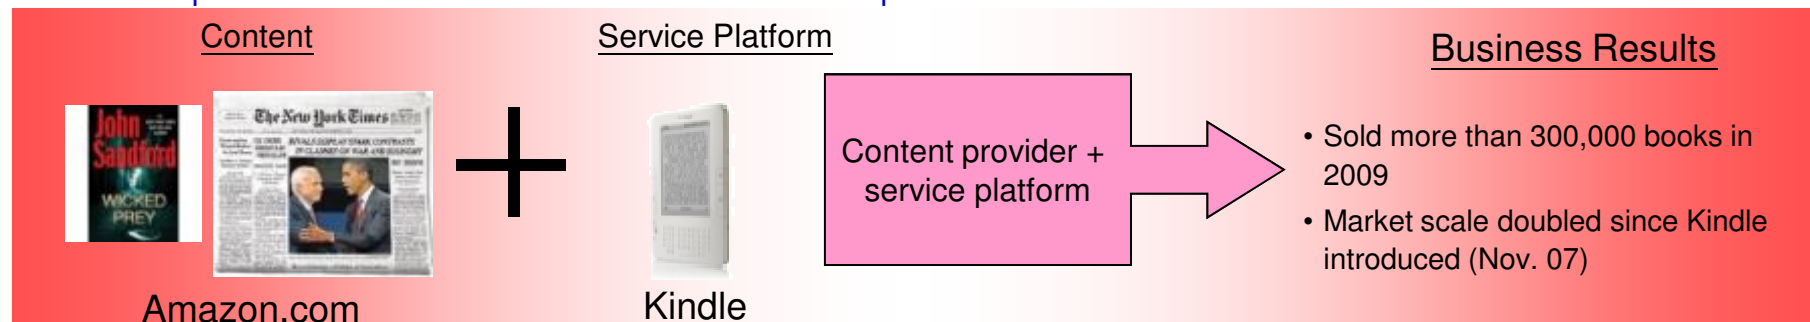 Content
Service Platform
Business Results
John
Sandford
WICKED
PREY
The New York Times
Content provider +
service platform
• Sold more than 300,000 books in
2009
• Market scale doubled since Kindle
introduced (Nov. 07)
Amazon.com
Kindle